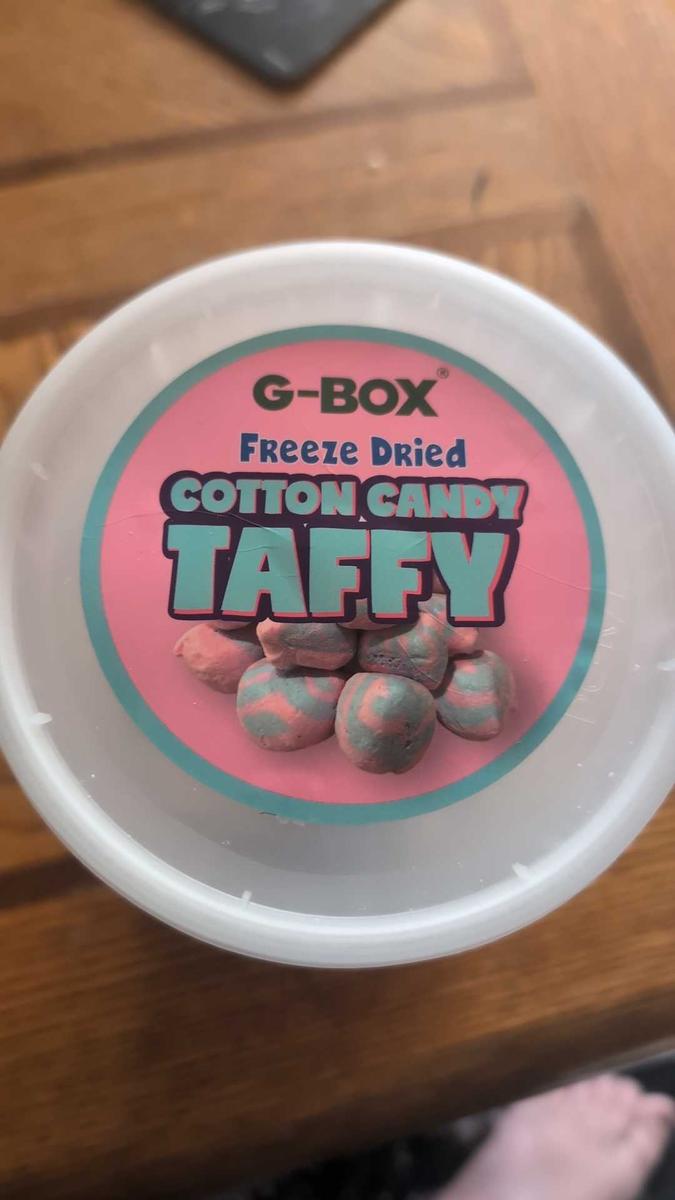 G-BOX®
Freeze Dried
COTTON CANDY
TAFFY